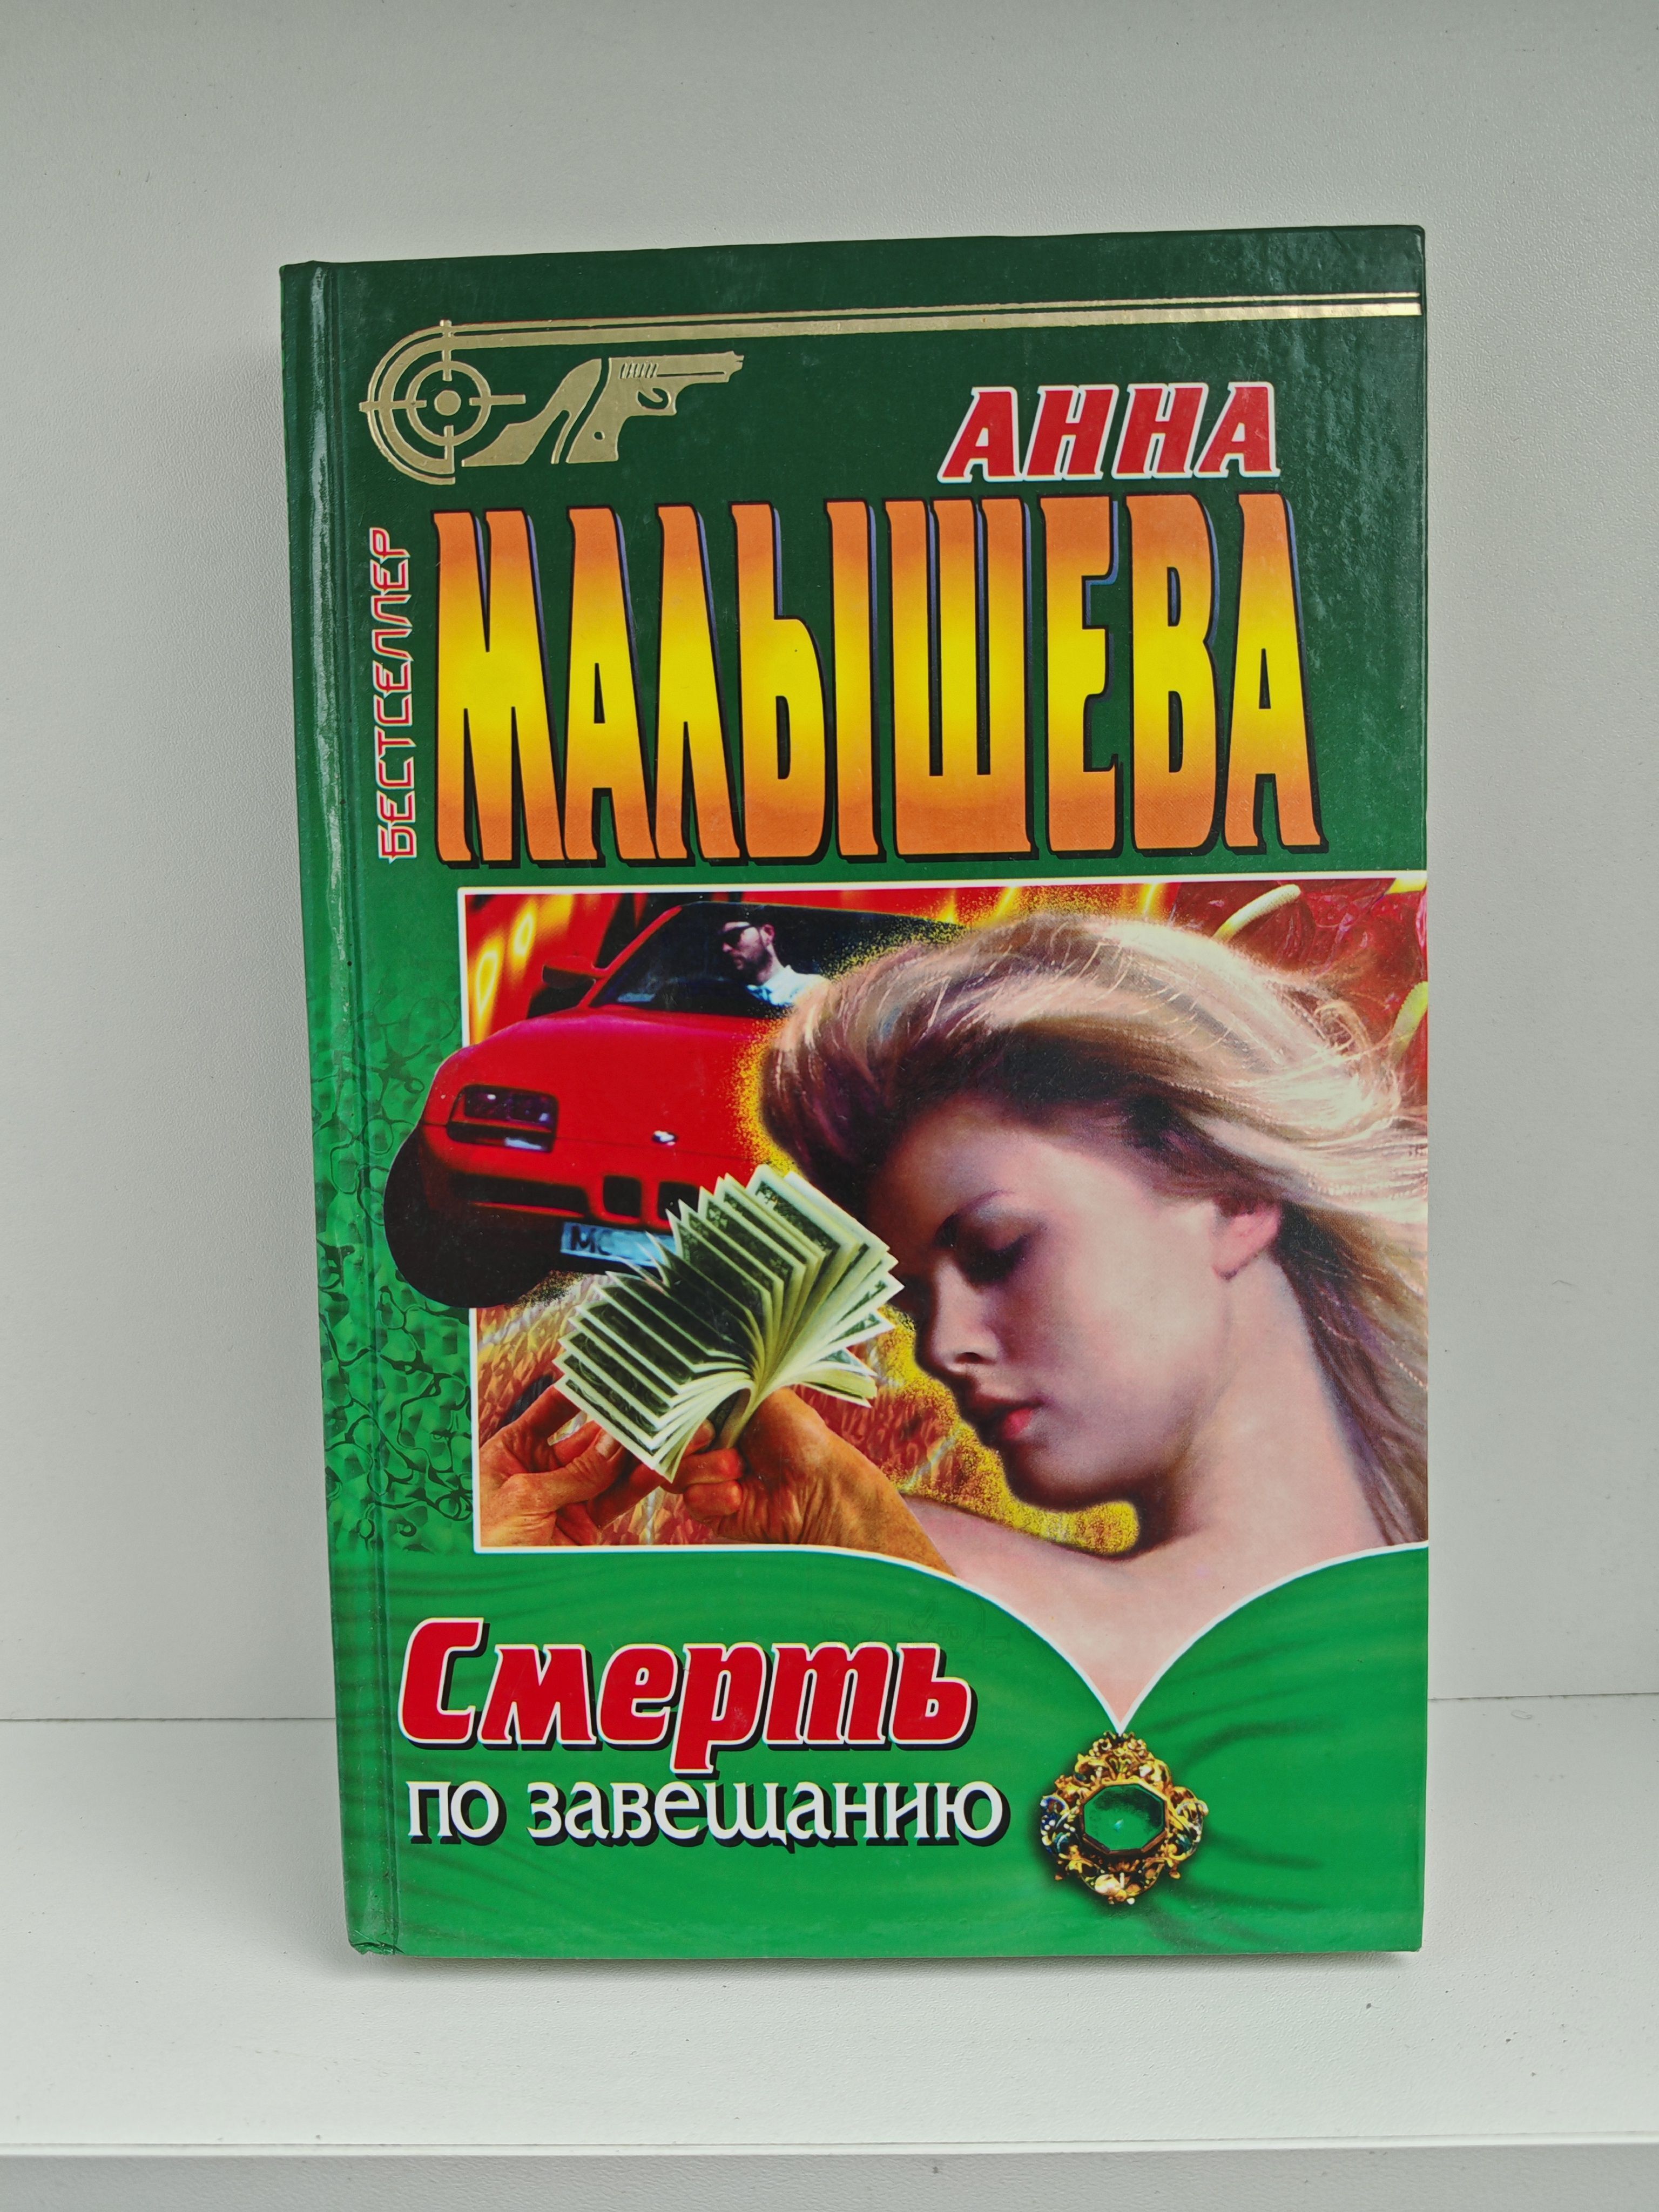 АННА
МАЛЫШЕВА
БЕСТСЕЛЛЕР
Смерть
по завещанию